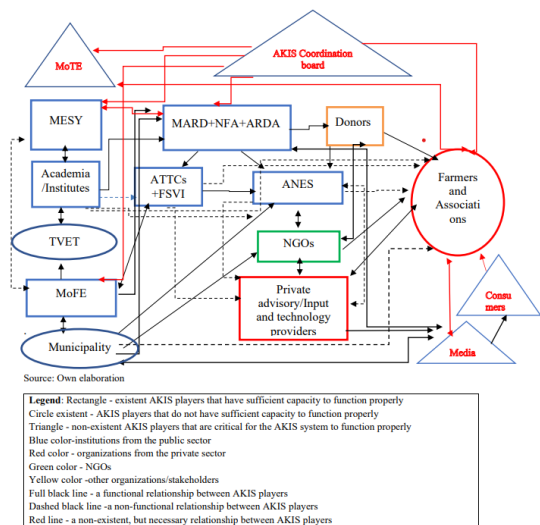 AKIS Coordination
board
MoTE
MESY
MARD+NFA+ARDA
Donors
Academia
/Institutes
ATTCs
+FSVI
ANES
Farmers
and
Associati
ons
TVET
NGOs
MoFE
Private
advisory/Input
and technology
providers
Consu
mers
Municipality
Media
Source: Own elaboration
Legend: Rectangle - existent AKIS players that have sufficient capacity to function properly
Circle existent - AKIS players that do not have sufficient capacity to function properly
Triangle - non-existent AKIS players that are critical for the AKIS system to function properly
Blue color-institutions from the public sector
Red color - organizations from the private sector
Green color - NGOs
Yellow color -other organizations/stakeholders
Full black line - a functional relationship between AKIS players
Dashed black line -a non-functional relationship between AKIS players
Red line - a non-existent, but necessary relationship between AKIS players